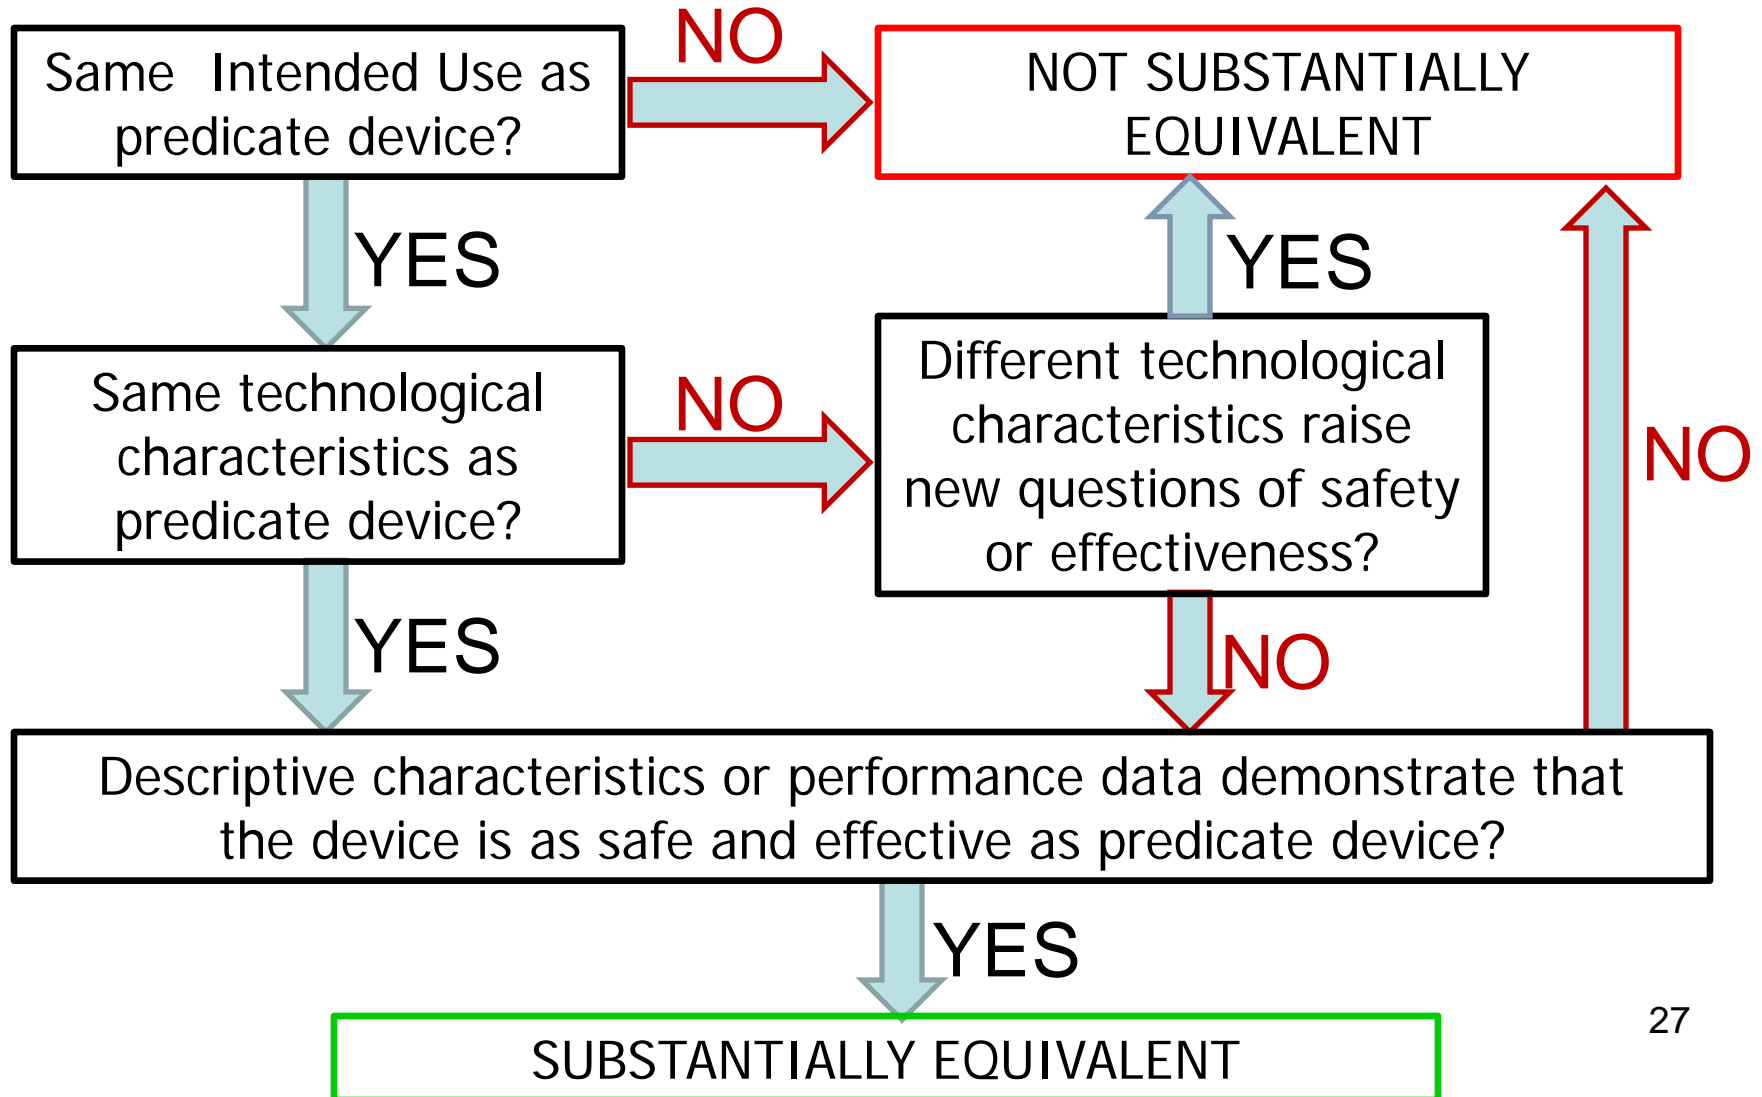 Same  Intended Use as
predicate device?
NO
NOT SUBSTANTIALLY
EQUIVALENT
YES
YES
Same technological
characteristics as
predicate device?
NO
Different technological
characteristics raise
new questions of safety
or effectiveness?
NO
YES
NO
Descriptive characteristics or performance data demonstrate that
the device is as safe and effective as predicate device?
YES
SUBSTANTIALLY EQUIVALENT
27